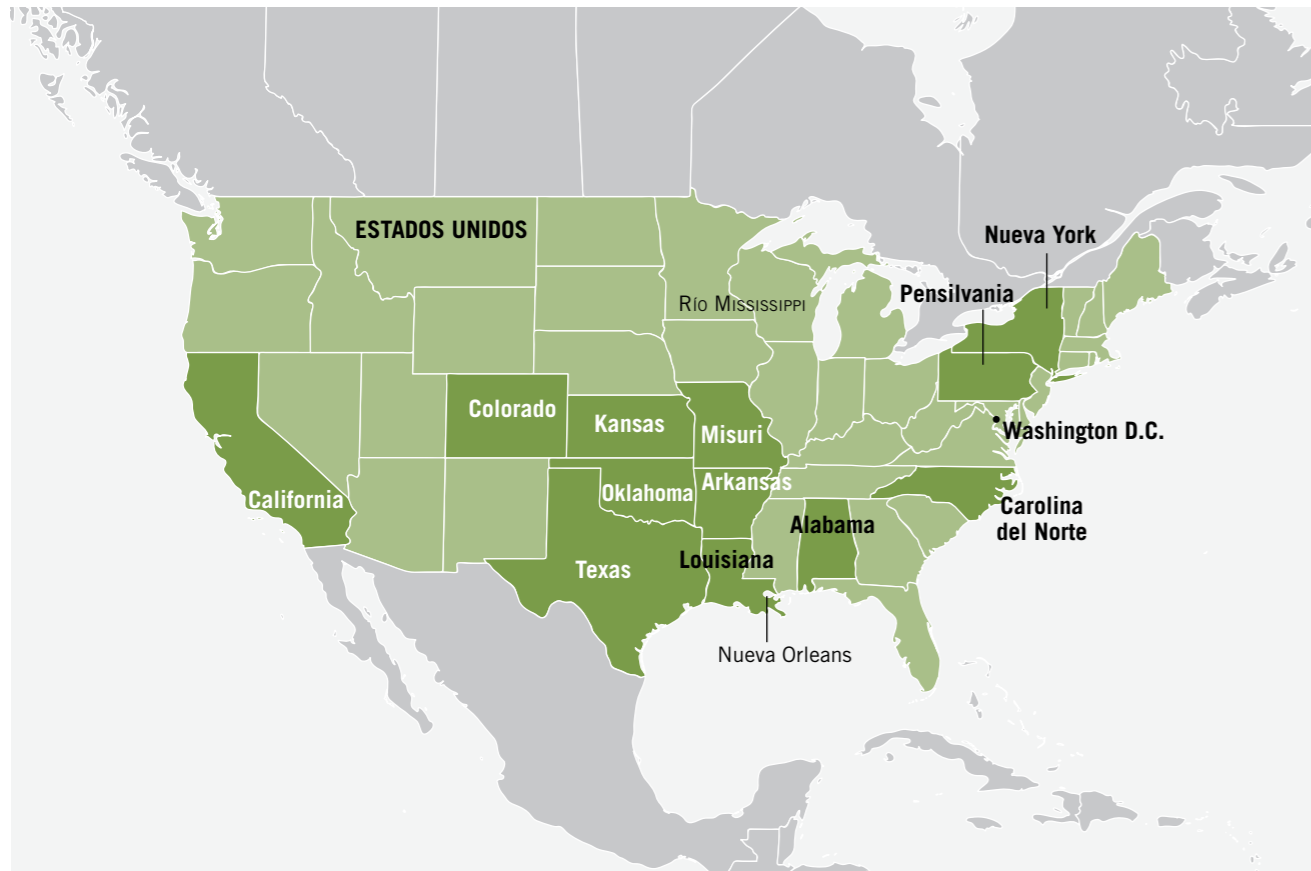 ESTADOS UNIDOS
Nueva York
Pensilvania
RÍO MISSISSIPPI
Colorado
Kansas
Misuri
Washington D.C.
California
Oklahoma
Arkansas
Carolina
del Norte
Alabama
Louisiana
Texas
Nueva Orleans